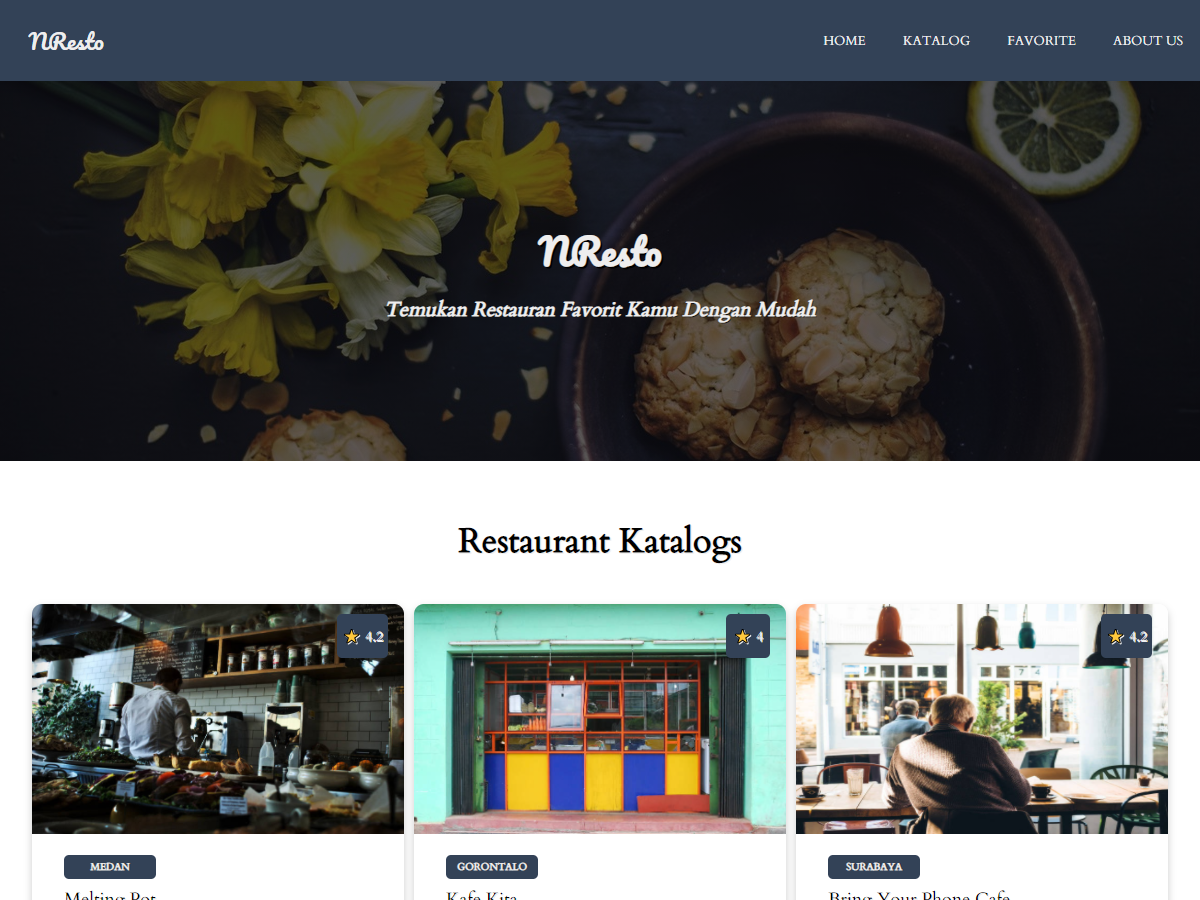 NResto
HOME
KATALOG
FAVORITE
ABOUT US
NResto
Temukan Restauran Favorit Kamu Dengan Mudah
Restaurant Katalogs
4.2
4
4.2
MEDAN
GORONTALO
SURABAYA
Melting Pot
Kafe Kita
Bring Your Phone Cafe